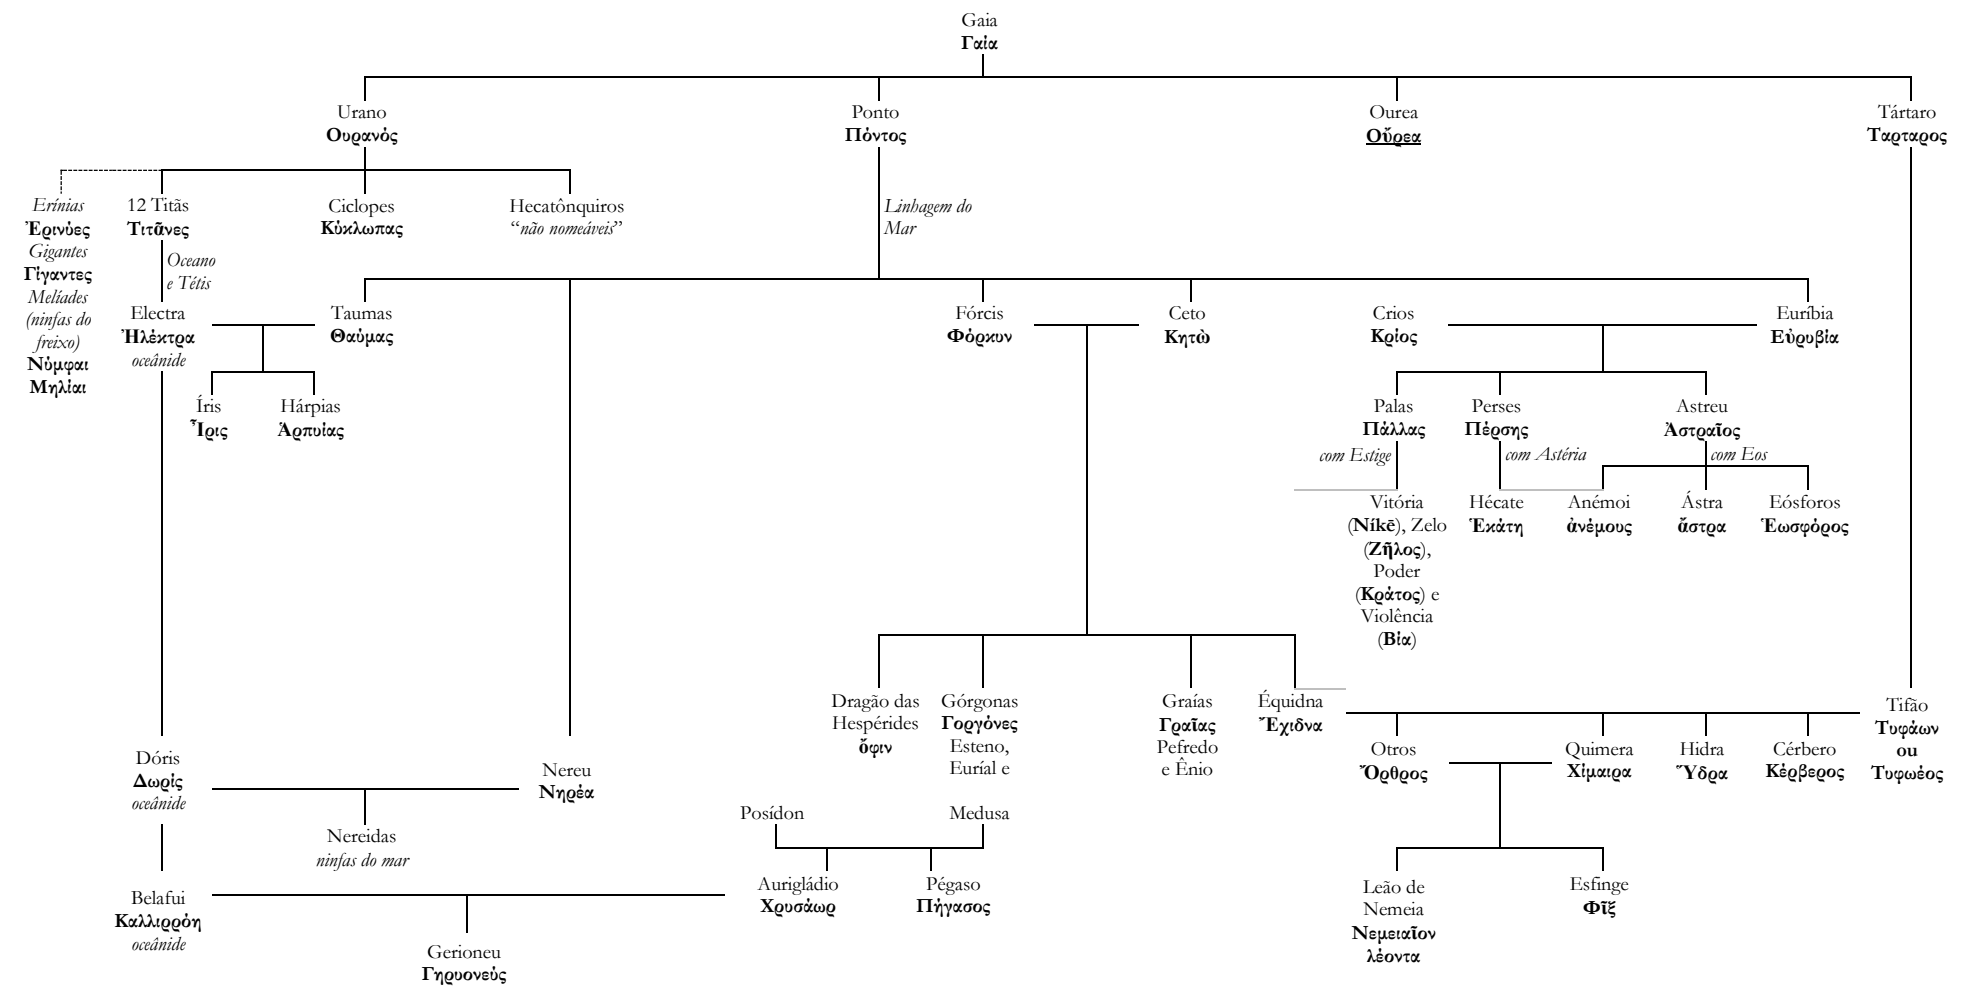 Gaia
Γαία
Urano
Ουρανός
Ponto
Πόντος
Ourea
Οὔρεα
Tártaro
Ταρταρος
Erínias
Ἐρινύες
Gigantes
Γίγαντες
Melíades
(ninfas do
freixo)
Νύμφαι
Μηλίαι
12 Titãs
Τιτᾶνες
Ciclopes
Κύκλωπας
Hecatônquiros
“não nomeáveis”
Linhagem do
Mar
Oceano
e Tétis
Electra
Ἠλέκτρα
oceânide
Taumas
Θαύμας
Fórcis
Φόρκυν
Ceto
Κητὼ
Crios
Κρίος
Euríbia
Εὐρυβία
Íris
Ἶρις
Hárpias
Ἁρπυίας
Palas
Πάλλας
Perses
Πέρσης
Astreu
Ἀστραῖος
com Estige
com Astéria
com Eos
Vitória
(Níkē), Zelo
(Ζῆλος),
Poder
(Κράτος) e
Violência
(Βία)
Hécate
Ἑκάτη
Anémoi
ἀνέμους
Ástra
ἄστρα
Eósforos
Ἑωσφόρος
Dragão das
Hespérides
ὄφιν
Górgonas
Γοργόνες
Esteno,
Euríal e
Graías
Γραῖας
Pefredo
e Ênio
Équidna
Ἔχιδνα
Tifão
Τυφάων
ou
Τυφωέος
Otros
Ὄρθρος
Quimera
Χίμαιρα
Hidra
Ὕδρα
Cérbero
Κέρβερος
Dóris
Δωρίς
oceânide
Nereu
Νηρέα
Nereidas
ninfas do mar
Posídon
Medusa
Belafui
Καλλιρρόη
oceânide
Aurigládio
Χρυσάωρ
Pégaso
Πήγασος
Leão de
Nemeia
Νεμειαῖον
λέοντα
Esfinge
Φῖξ
Gerioneu
Γηρυονεύς